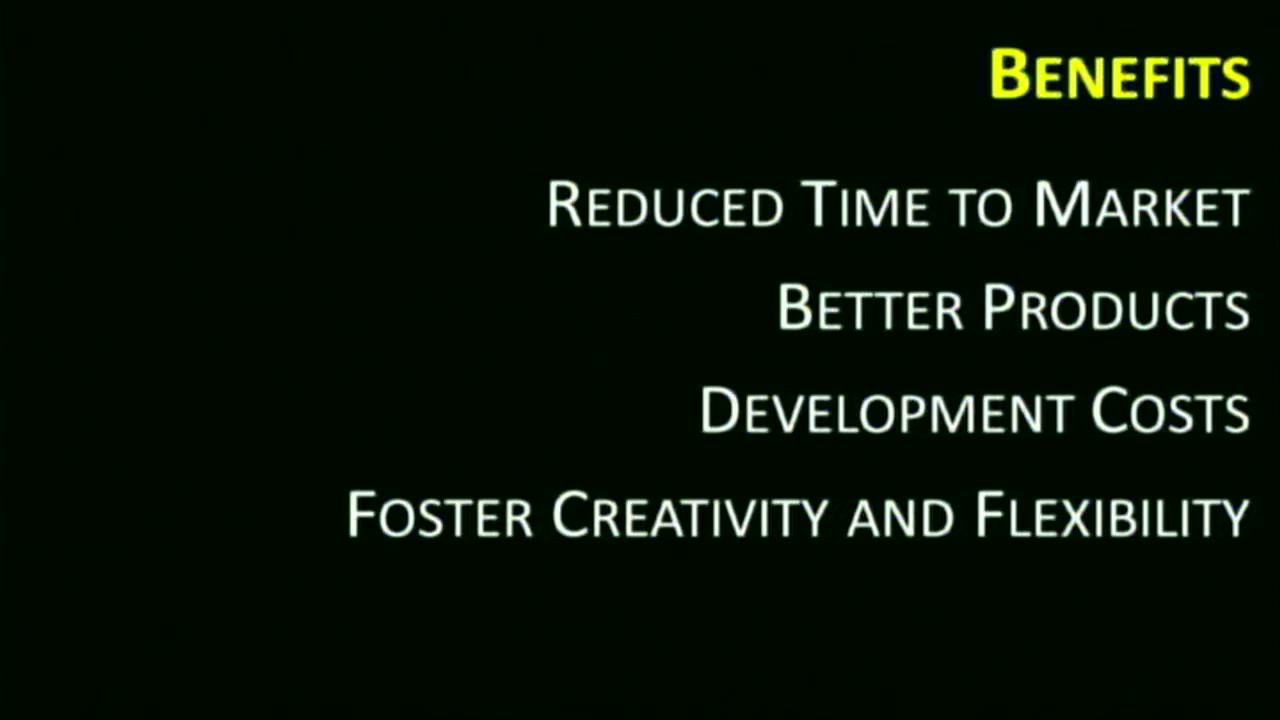 Benefits
Reduced Time to Market
Better Products
Development Costs
Foster Creativity and Flexibility